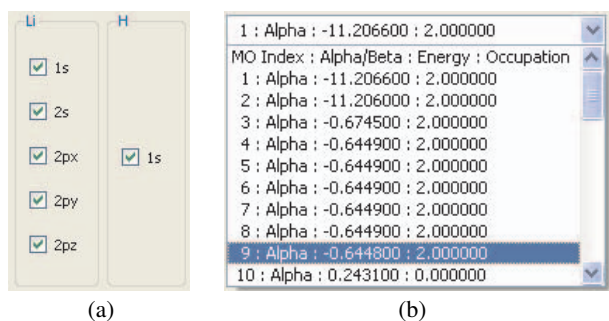 Li
1s
2s
2px
2py
2pz
H
1s
(a)
1 : Alpha : -11.206600 : 2.000000
MO Index : Alpha/Beta : Energy : Occupation
1 : Alpha : -11.206600 : 2.000000
2 : Alpha : -11.206000 : 2.000000
3 : Alpha : -0.674500 : 2.000000
4 : Alpha : -0.644900 : 2.000000
5 : Alpha : -0.644900 : 2.000000
6 : Alpha : -0.644900 : 2.000000
7 : Alpha : -0.644900 : 2.000000
8 : Alpha : -0.644900 : 2.000000
9 : Alpha : -0.644800 : 2.000000
10 : Alpha : 0.243100 : 0.000000
(b)